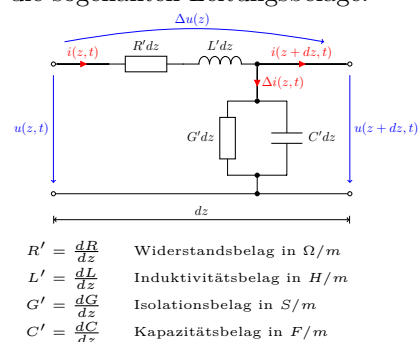 die sogenannten Leitungsbeläge.
Δu(z)
i(z,t) R'dz L'dz i(z + dz, t)
Δi(z,t)
u(z,t) G'dz C'dz u(z + dz, t)
dz
R' = dR/dz Widerstandsbelag in Ω/m
L' = dL/dz Induktivitätsbelag in H/m
G' = dG/dz Isolationsbelag in S/m
C' = dC/dz Kapazitätsbelag in F/m